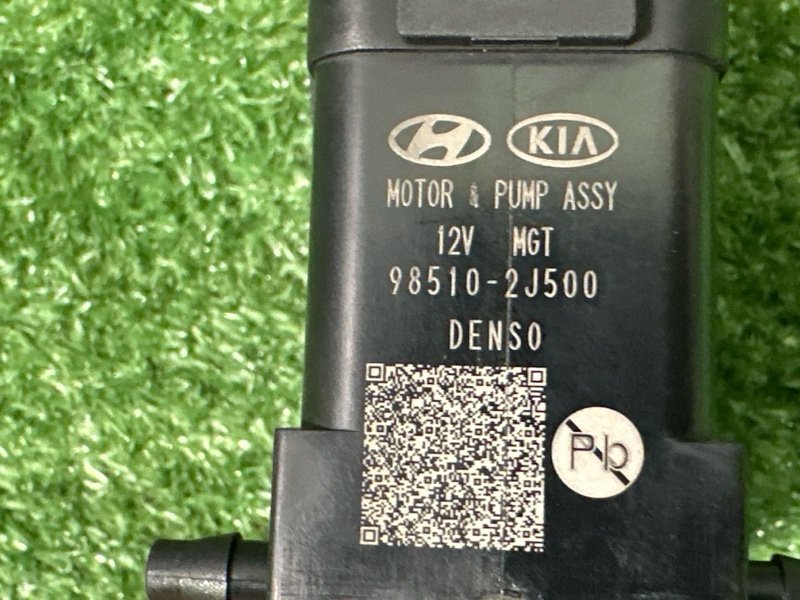 KIA
MOTOR & PUMP ASSY
12V MGT
98510-2J500
DENSO
Pb